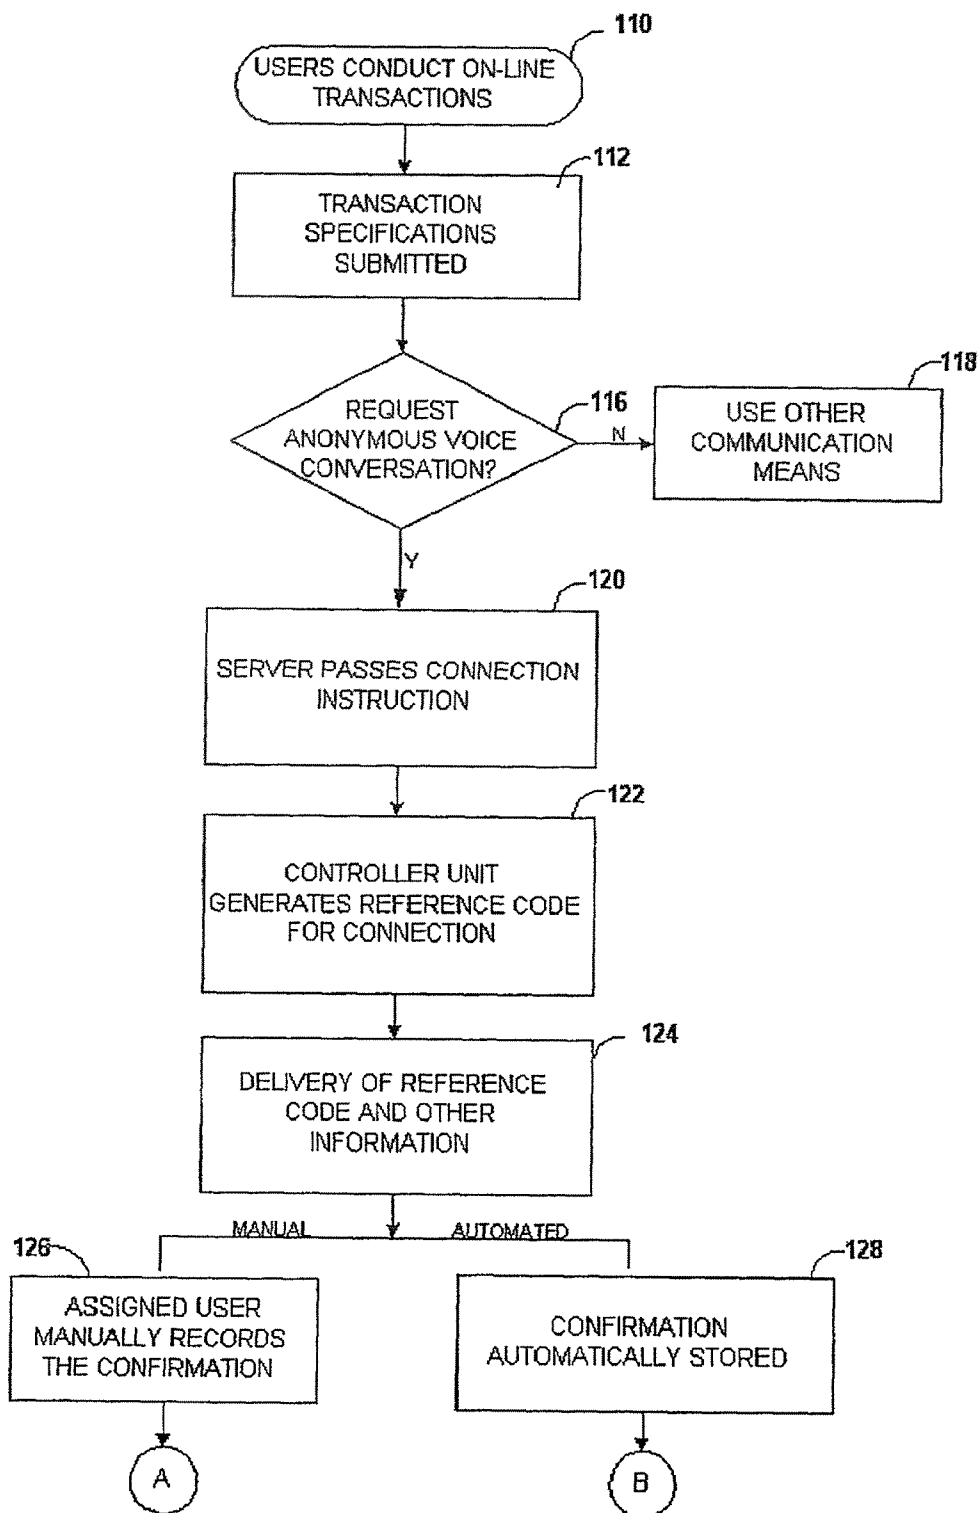 110
USERS CONDUCT ON-LINE
TRANSACTIONS
112
TRANSACTION
SPECIFICATIONS
SUBMITTED
118
116
REQUEST
ANONYMOUS VOICE
CONVERSATION?
N
USE OTHER
COMMUNICATION
MEANS
Y
120
SERVER PASSES CONNECTION
INSTRUCTION
122
CONTROLLER UNIT
GENERATES REFERENCE CODE
FOR CONNECTION
124
DELIVERY OF REFERENCE
CODE AND OTHER
INFORMATION
MANUAL
AUTOMATED
126
128
ASSIGNED USER
MANUALLY RECORDS
THE CONFIRMATION
CONFIRMATION
AUTOMATICALLY STORED
A
B